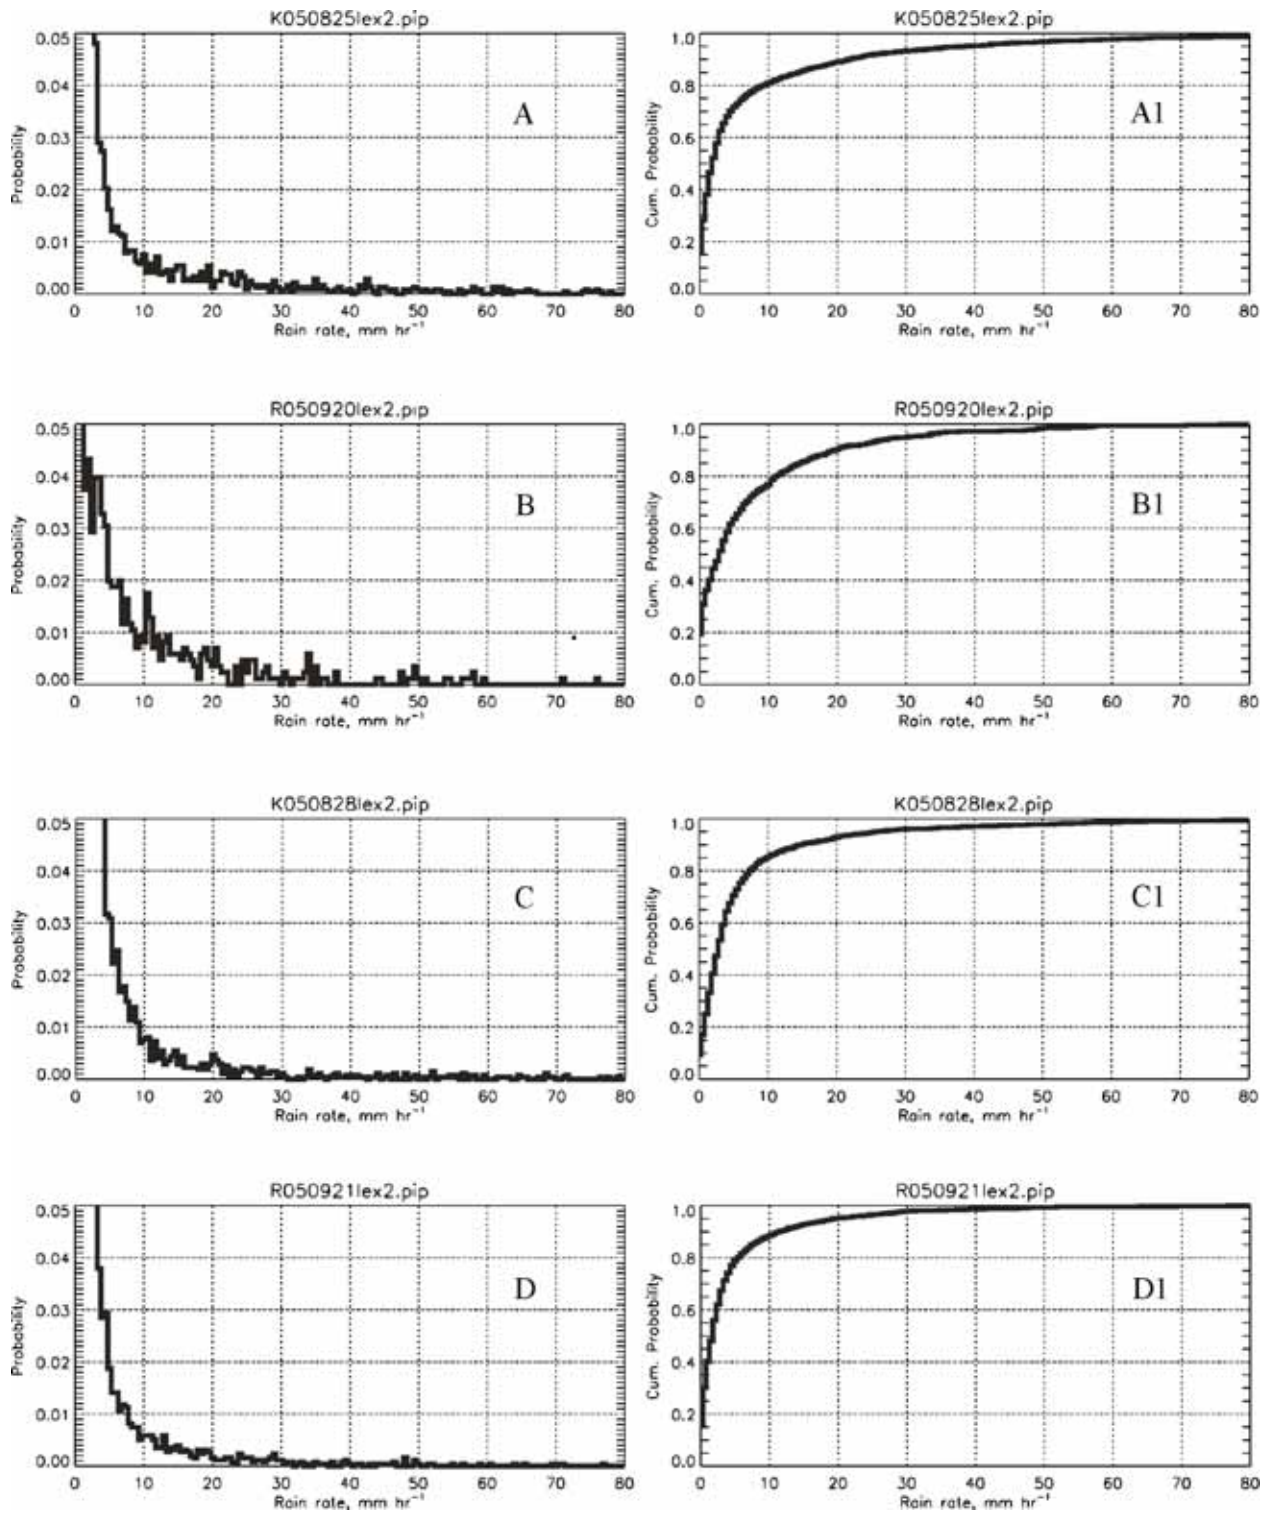 K050825Iex2.pip
K050825Iex2.pip
0.05
0.04
0.03
0.02
0.01
0.00
Probability
A
0 10 20 30 40 50 60 70 80
Rain rate, mm hr⁻¹
1.0
0.8
0.6
0.4
0.2
0.0
Cum. Probability
A1
0 10 20 30 40 50 60 70 80
Rain rate, mm hr⁻¹
R050920Iex2.pip
R050920Iex2.pip
0.05
0.04
0.03
0.02
0.01
0.00
Probability
B
0 10 20 30 40 50 60 70 80
Rain rate, mm hr⁻¹
1.0
0.8
0.6
0.4
0.2
0.0
Cum. Probability
B1
0 10 20 30 40 50 60 70 80
Rain rate, mm hr⁻¹
K050828Iex2.pip
K050828Iex2.pip
0.05
0.04
0.03
0.02
0.01
0.00
Probability
C
0 10 20 30 40 50 60 70 80
Rain rate, mm hr⁻¹
1.0
0.8
0.6
0.4
0.2
0.0
Cum. Probability
C1
0 10 20 30 40 50 60 70 80
Rain rate, mm hr⁻¹
R050921Iex2.pip
R050921Iex2.pip
0.05
0.04
0.03
0.02
0.01
0.00
Probability
D
0 10 20 30 40 50 60 70 80
Rain rate, mm hr⁻¹
1.0
0.8
0.6
0.4
0.2
0.0
Cum. Probability
D1
0 10 20 30 40 50 60 70 80
Rain rate, mm hr⁻¹